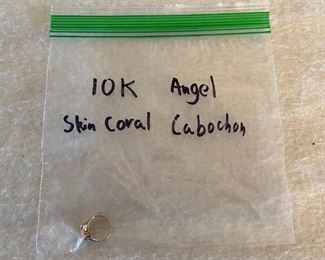 10K Angel
Skin Coral Cabochon